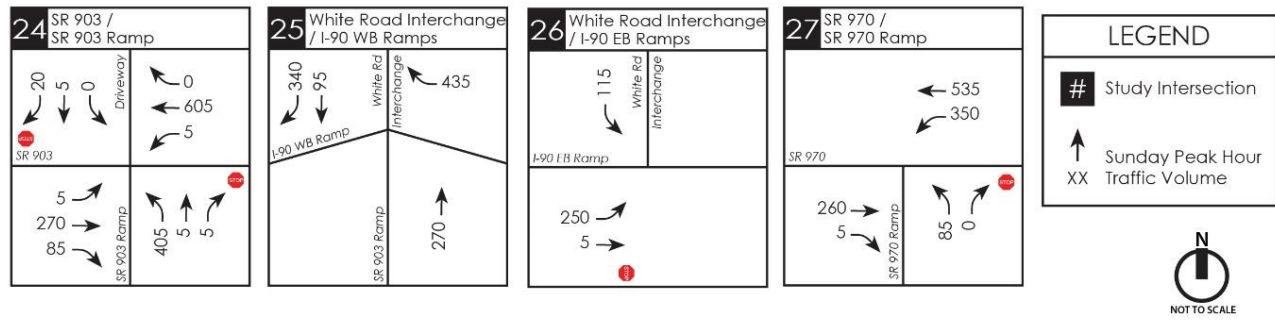 24
SR 903 /
SR 903 Ramp
20
5
0
Driveway
0
605
5
STOP
SR 903
5
270
85
SR 903 Ramp
405
5
5
STOP
25
White Road Interchange
/ I-90 WB Ramps
340
95
White Rd
Interchange
435
I-90 WB Ramp
SR 903 Ramp
270
26
White Road Interchange
/ I-90 EB Ramps
115
White Rd
Interchange
I-90 EB Ramp
250
5
STOP
27
SR 970 /
SR 970 Ramp
535
350
SR 970
260
5
SR 970 Ramp
85
0
STOP
LEGEND
# Study Intersection
Sunday Peak Hour
XX Traffic Volume
N
NOT TO SCALE